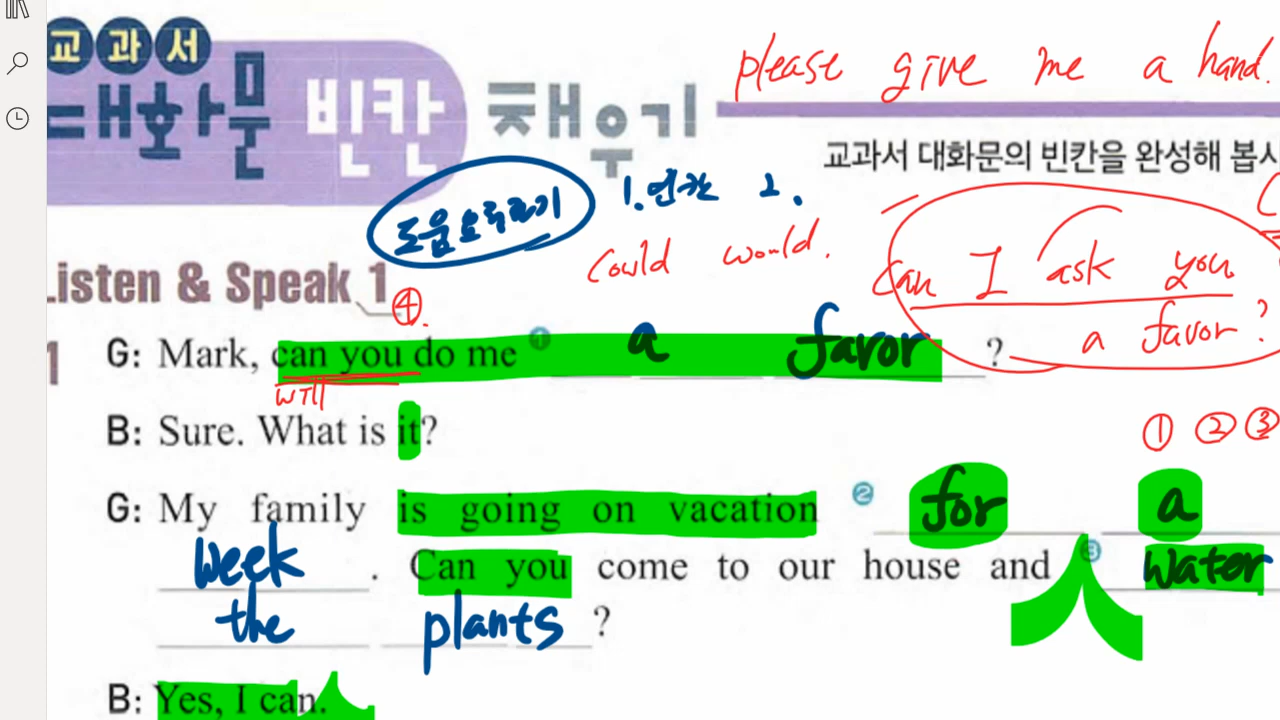 교과서
please give me a hand.
대화문 빈칸 채우기
교과서 대화문의 빈칸을 완성해 봅시
도움 요청하기 1. 2.
could would.
can I ask you
a favor?
Listen & Speak 1
④.
1 G: Mark, can you do me ① a favor ?
will
B: Sure. What is it?
① ② ③
G: My family is going on vacation ② for a
week . Can you come to our house and ③ water
the plants ?
B: Yes, I can.